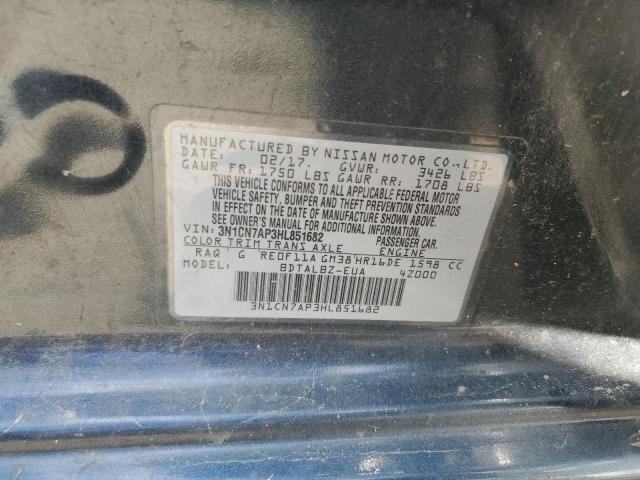 MANUFACTURED BY NISSAN MOTOR CO.,LTD.
DATE: 02/17. GVWR: 3426 LBS
GAWR FR: 1750 LBS GAWR RR: 1708 LBS
THIS VEHICLE CONFORMS TO ALL APPLICABLE FEDERAL MOTOR
VEHICLE SAFETY, BUMPER AND THEFT PREVENTION STANDARDS
IN EFFECT ON THE DATE OF MANUFACTURE SHOWN ABOVE.
SEE OWNER'S MANUAL FOR ADDITIONAL INFORMATION.
VIN: 3N1CN7AP3HL851682 PASSENGER CAR
COLOR TRIM TRANS AXLE ENGINE
RAQ G RE0F11A GM38 HR16DE 1598 CC
MODEL: BDTALBZ-EUA 4Z000
3N1CN7AP3HL851682